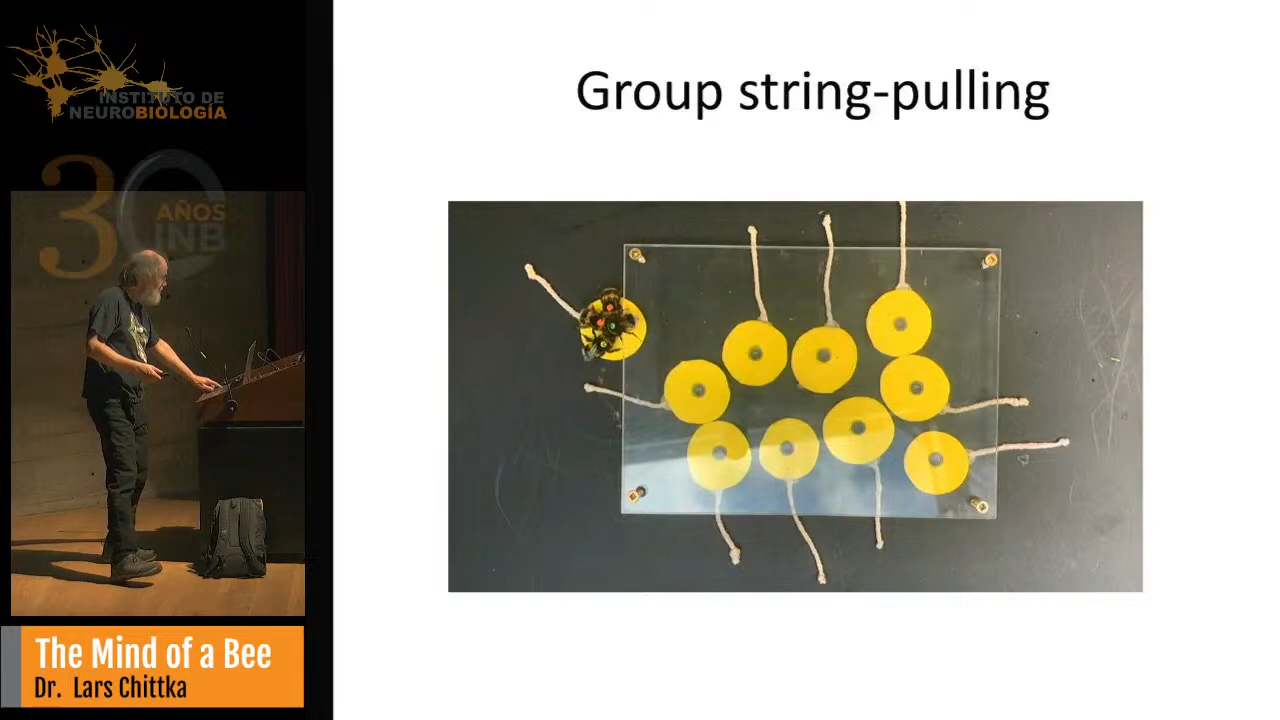 INSTITUTO DE
NEUROBIOLOGÍA
30
AÑOS
INB
Group string-pulling
The Mind of a Bee
Dr. Lars Chittka